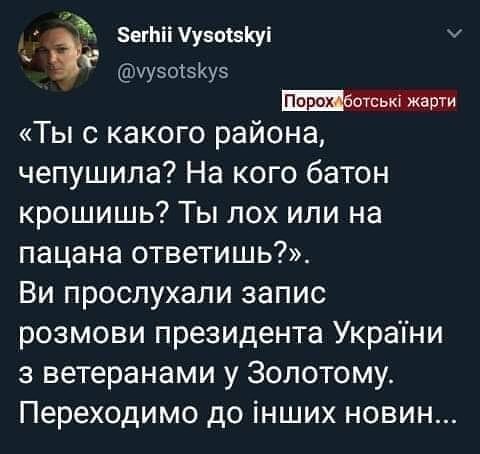 Serhii Vysotskyi
@vysotskys
Порохботські жарти
«Ты с какого района,
чепушила? На кого батон
крошишь? Ты лох или на
пацана ответишь?».
Ви прослухали запис
розмови президента України
з ветеранами у Золотому.
Переходимо до інших новин...